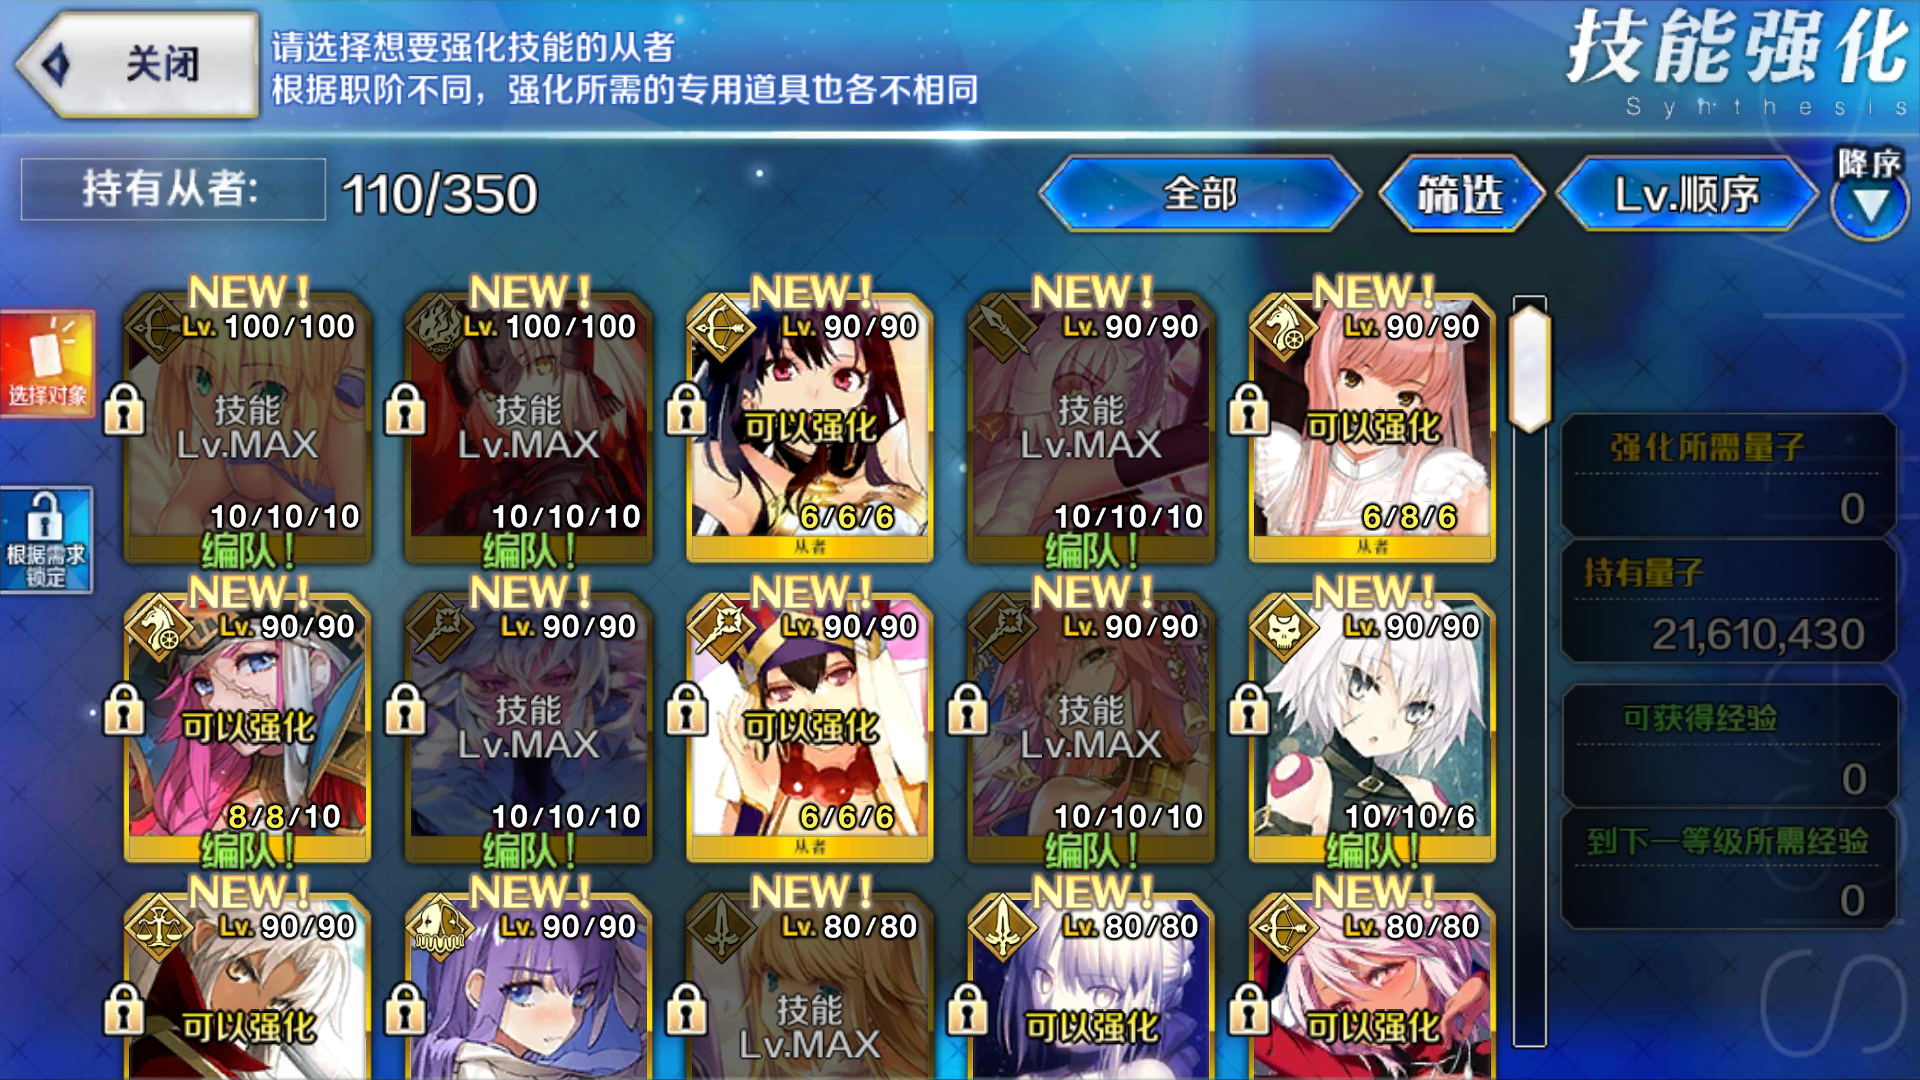 关闭
请选择想要强化技能的从者
根据职阶不同，强化所需的专用道具也各不相同
技能强化
Synthesis
持有从者:
110/350
全部
筛选
Lv.顺序
降序
选择对象
根据需求
锁定
NEW!
Lv. 100/100
技能
Lv.MAX
10/10/10
编队!
NEW!
Lv. 100/100
技能
Lv.MAX
10/10/10
编队!
NEW!
Lv. 90/90
可以强化
6/6/6
从者
NEW!
Lv. 90/90
技能
Lv.MAX
10/10/10
编队!
NEW!
Lv. 90/90
可以强化
6/8/6
从者
NEW!
Lv. 90/90
可以强化
8/8/10
编队!
NEW!
Lv. 90/90
技能
Lv.MAX
10/10/10
编队!
NEW!
Lv. 90/90
可以强化
6/6/6
从者
NEW!
Lv. 90/90
技能
Lv.MAX
10/10/10
编队!
NEW!
Lv. 90/90
10/10/6
编队!
NEW!
Lv. 90/90
可以强化
NEW!
Lv. 90/90
NEW!
Lv. 80/80
技能
Lv.MAX
NEW!
Lv. 80/80
可以强化
NEW!
Lv. 80/80
可以强化
强化所需量子
0
持有量子
21,610,430
可获得经验
0
到下一等级所需经验
0